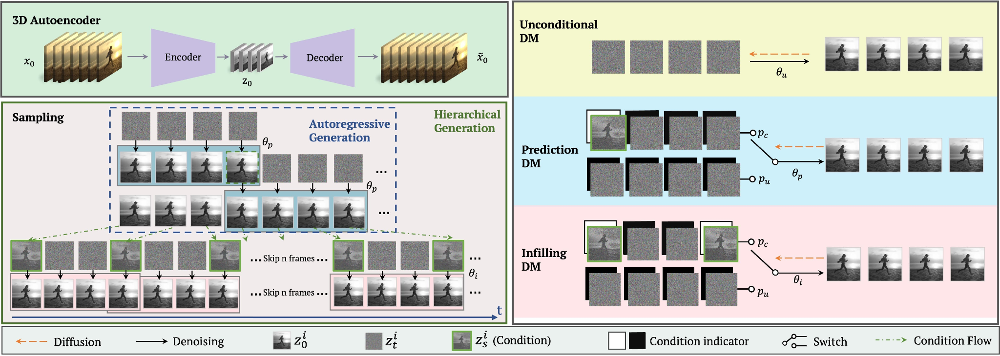 3D Autoencoder
x₀
Encoder
z₀
Decoder
x̃₀
Sampling
Autoregressive
Generation
Hierarchical
Generation
θₚ
...
θₚ
...
... Skip n frames ...
...
θᵢ
... Skip n frames ...
...
t
Unconditional
DM
θᵤ
Prediction
DM
p_c
θₚ
pᵤ
Infilling
DM
p_c
θᵢ
pᵤ
Diffusion
Denoising
z₀ⁱ
zₜⁱ
zₛⁱ (Condition)
Condition indicator
Switch
Condition Flow